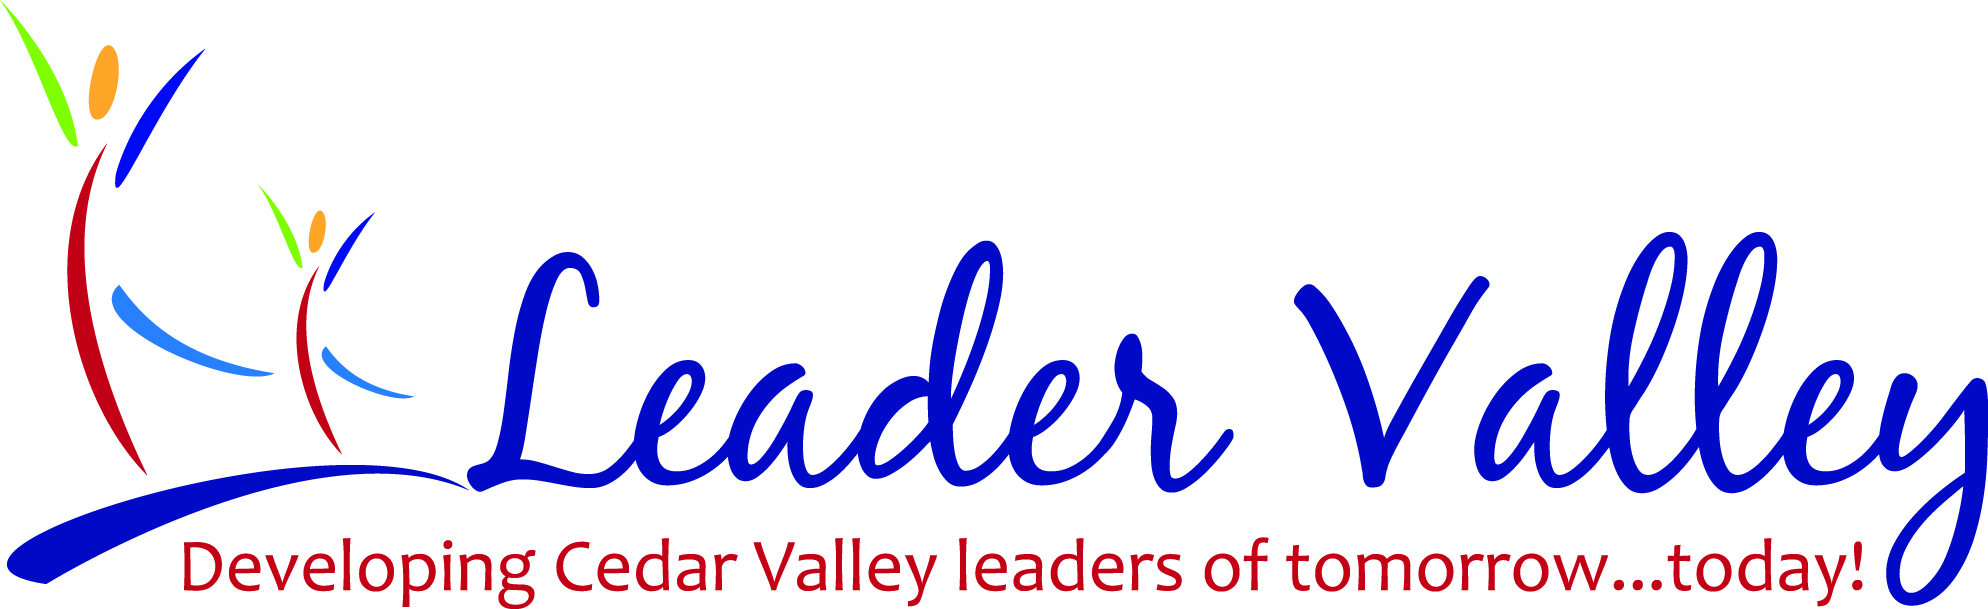 Leader Valley
Developing Cedar Valley leaders of tomorrow...today!